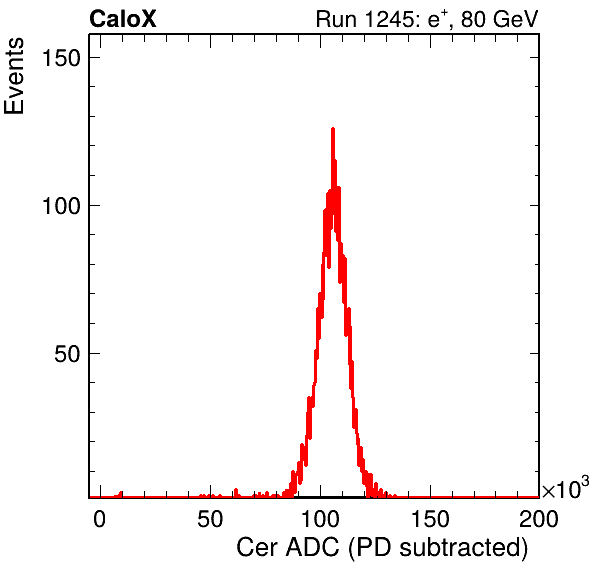 CaloX Run 1245: e⁺, 80 GeV
Events
150
100
50
0 50 100 150 200
×10³
Cer ADC (PD subtracted)